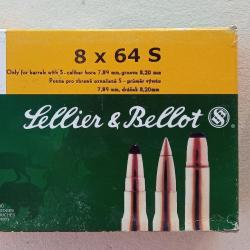 8 x 64 S
Only for barrels with S - caliber bore 7,89 mm, groove 8,20 mm
Pouze pro zbraně označené S - průměr vývrtu
7,89 mm, drážek 8,20mm
Sellier & Bellot